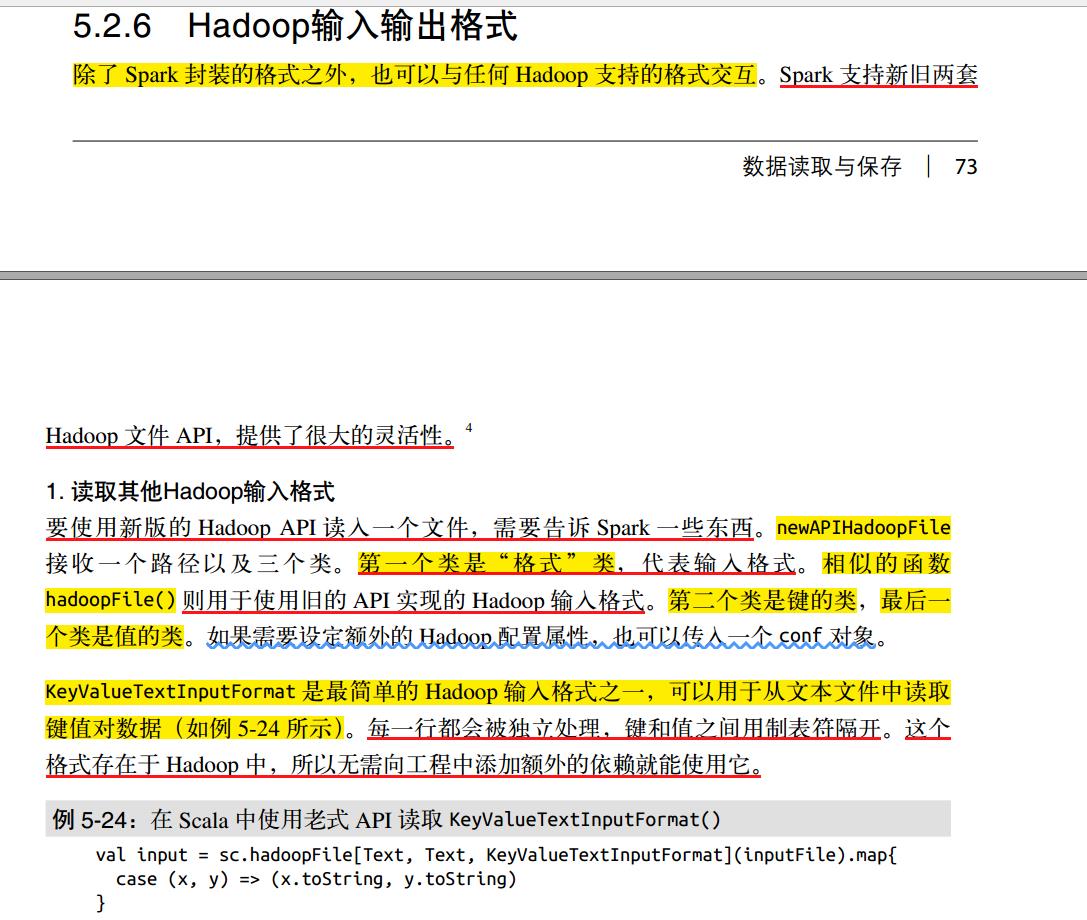 5.2.6 Hadoop输入输出格式
除了 Spark 封装的格式之外，也可以与任何 Hadoop 支持的格式交互。Spark 支持新旧两套
数据读取与保存 | 73
Hadoop 文件 API，提供了很大的灵活性。4
1. 读取其他Hadoop输入格式
要使用新版的 Hadoop API 读入一个文件，需要告诉 Spark 一些东西。newAPIHadoopFile
接收一个路径以及三个类。第一个类是“格式”类，代表输入格式。相似的函数
hadoopFile() 则用于使用旧的 API 实现的 Hadoop 输入格式。第二个类是键的类，最后一
个类是值的类。如果需要设定额外的 Hadoop 配置属性，也可以传入一个 conf 对象。
KeyValueTextInputFormat 是最简单的 Hadoop 输入格式之一，可以用于从文本文件中读取
键值对数据（如例 5-24 所示）。每一行都会被独立处理，键和值之间用制表符隔开。这个
格式存在于 Hadoop 中，所以无需向工程中添加额外的依赖就能使用它。
例 5-24：在 Scala 中使用老式 API 读取 KeyValueTextInputFormat()
val input = sc.hadoopFile[Text, Text, KeyValueTextInputFormat](inputFile).map{
case (x, y) => (x.toString, y.toString)
}